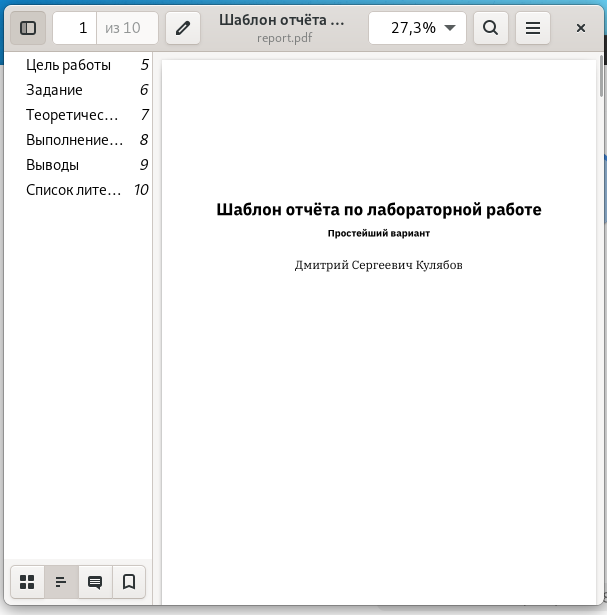 1 из 10
Шаблон отчёта ...
report.pdf
27,3%
Цель работы 5
Задание 6
Теоретичес... 7
Выполнение... 8
Выводы 9
Список лите... 10
Шаблон отчёта по лабораторной работе
Простейший вариант
Дмитрий Сергеевич Кулябов